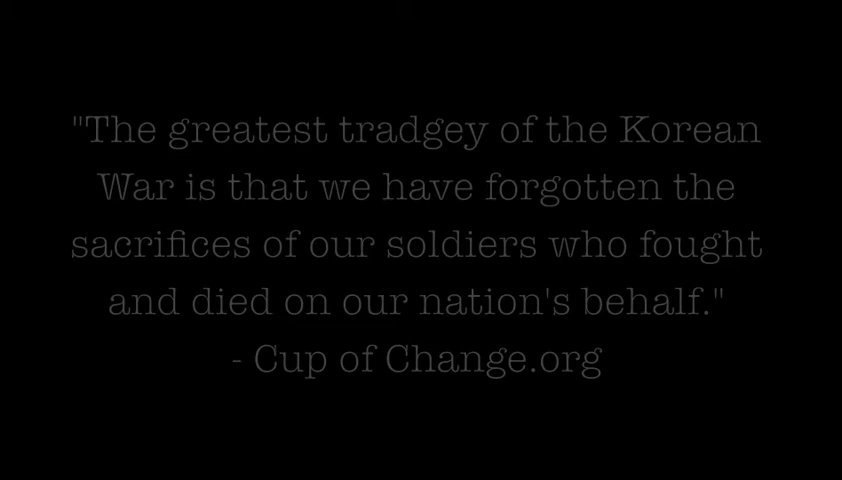 "The greatest tradgey of the Korean
War is that we have forgotten the
sacrifices of our soldiers who fought
and died on our nation's behalf."
- Cup of Change.org